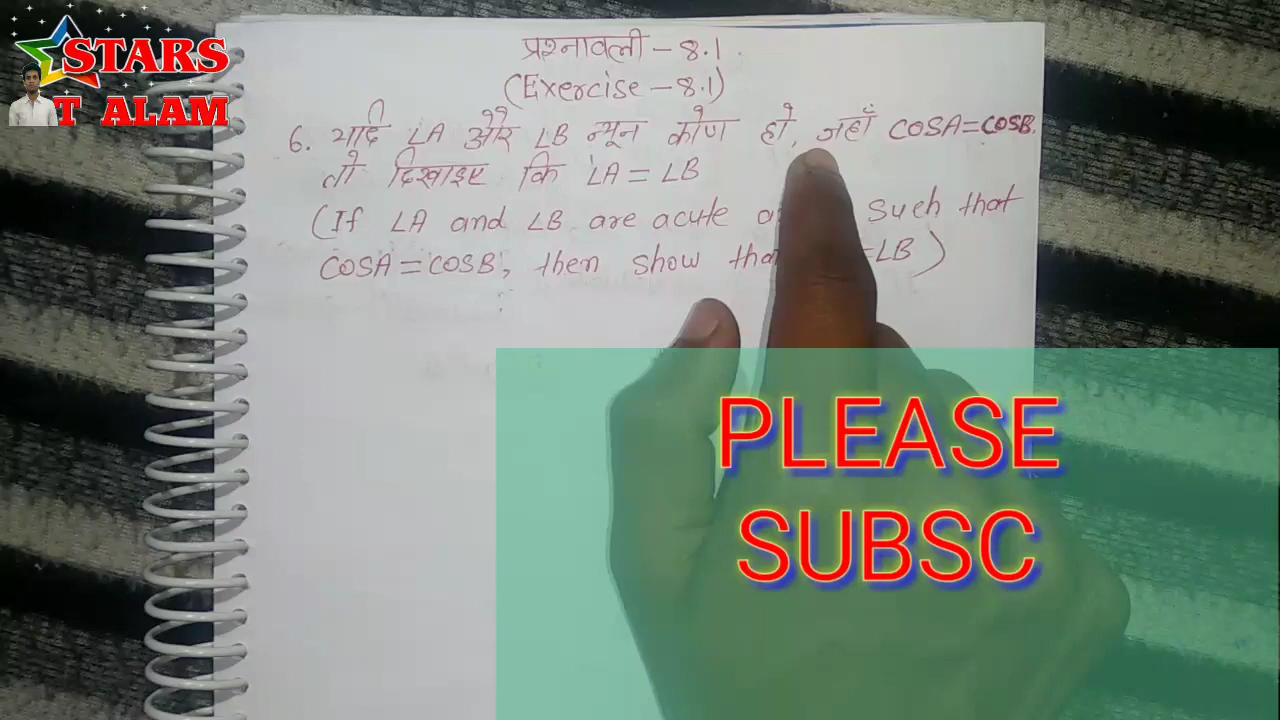 STARS
T ALAM
प्रश्नावली - 8.1
(Exercise - 8.1)
6. यदि ∠A और ∠B न्यून कोण हो, जहाँ COSA=COSB.
तो दिखाइए कि ∠A = ∠B
(If ∠A and ∠B are acute such that
COSA = COSB, then show =∠B)
PLEASE
SUBSC